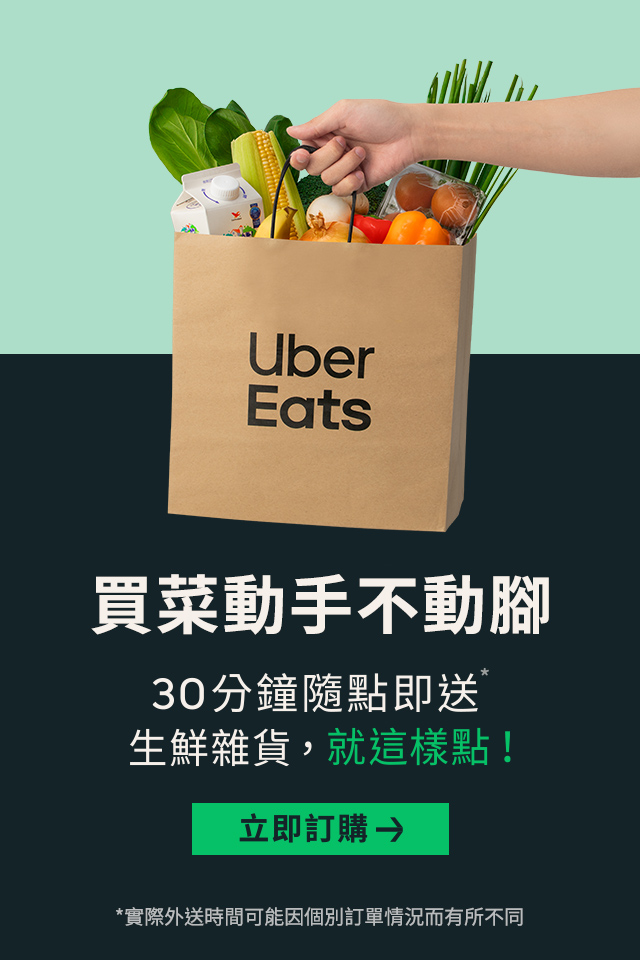 Uber
Eats
買菜動手不動腳
30分鐘隨點即送*
生鮮雜貨，就這樣點！
立即訂購→
*實際外送時間可能因個別訂單情況而有所不同